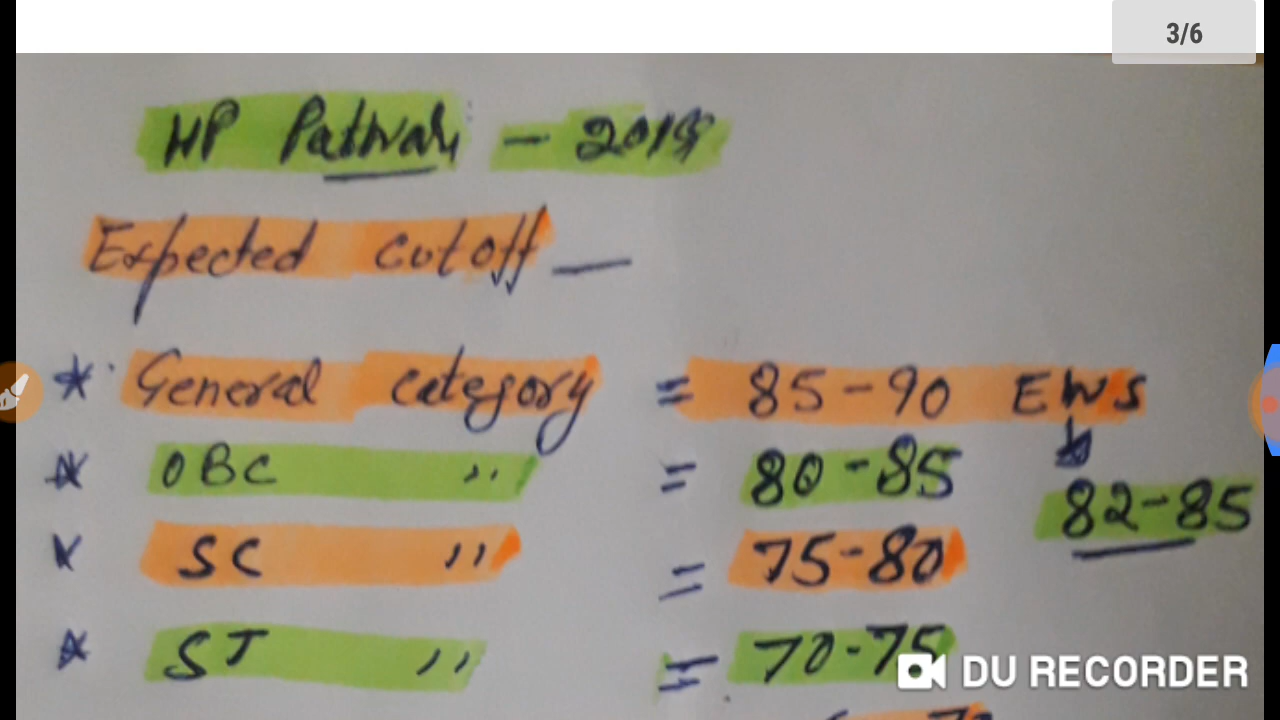 3/6
HP Patwari - 2019
Expected Cutoff —
* General Category = 85-90 EWS
82-85
* OBC " = 80-85
* SC " = 75-80
* ST " = 70-75
DU RECORDER